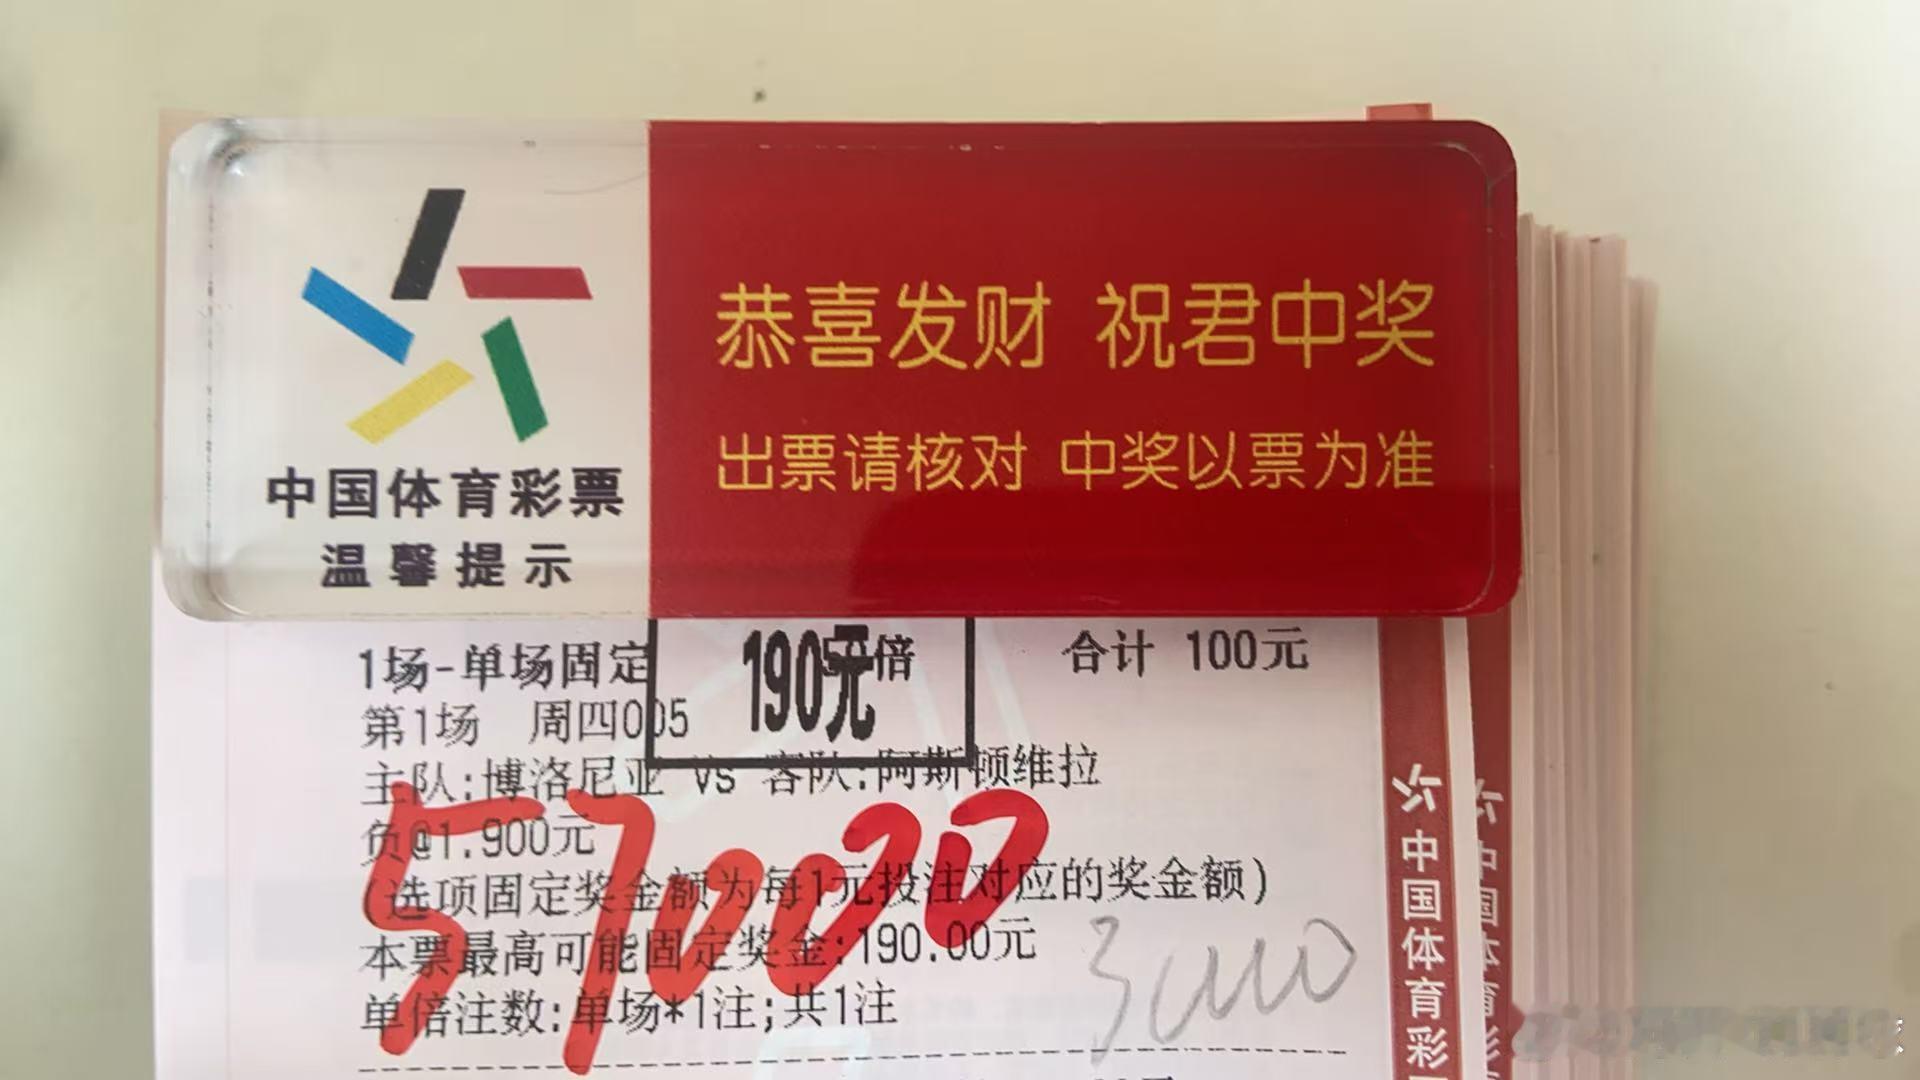 恭喜发财 祝君中奖
出票请核对 中奖以票为准
中国体育彩票
温馨提示
1场-单场固定 50倍 合计 100元
190元
第1场 周四005
主队:博洛尼亚 Vs 客队:阿斯顿维拉
负@1.900元
57000
(选项固定奖金额为每1元投注对应的奖金额)
本票最高可能固定奖金:190.00元
单倍注数:单场*1注;共1注
中国体育彩